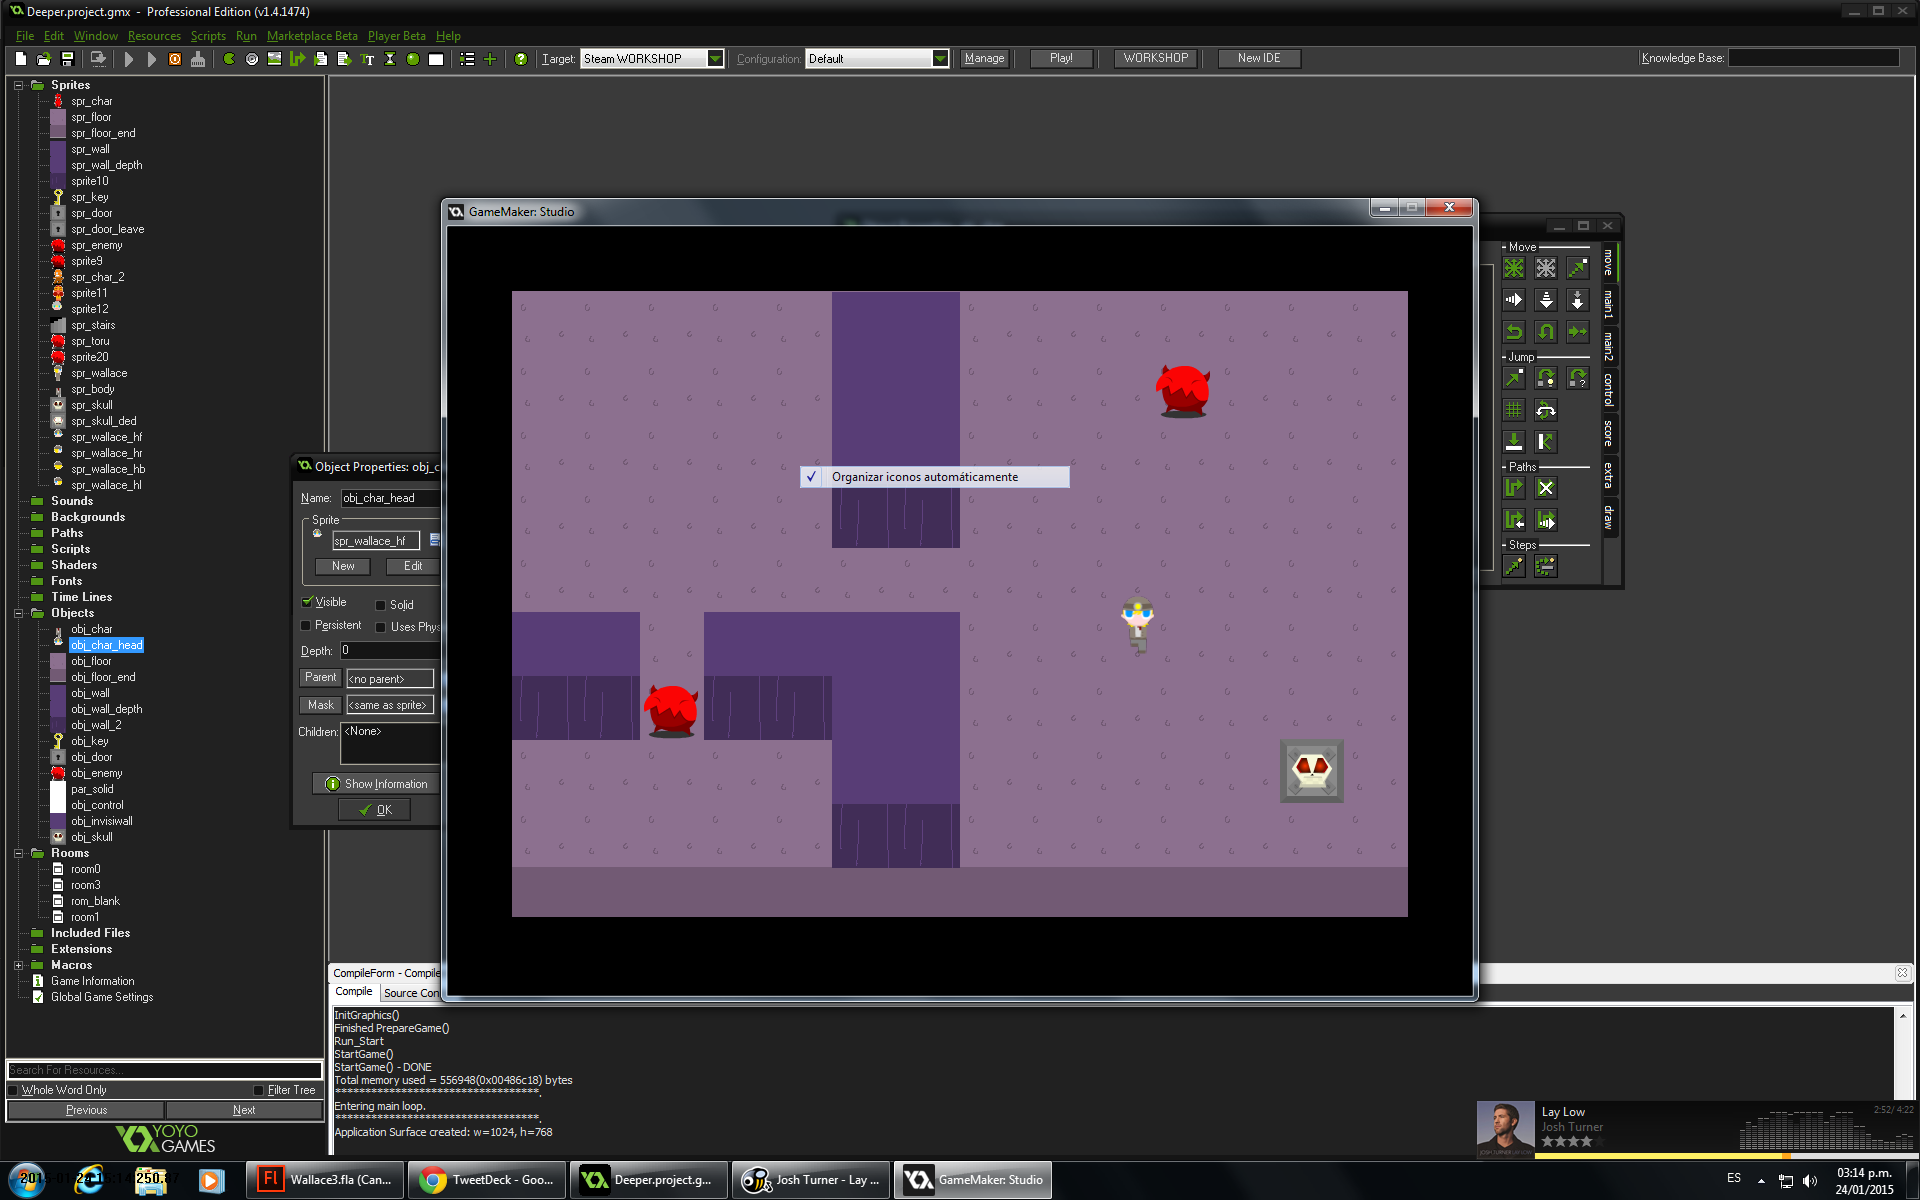 Deeper.project.gmx - Professional Edition (v1.4.1474)
File Edit Window Resources Scripts Run Marketplace Beta Player Beta Help
Target: Steam WORKSHOP Configuration: Default Manage Play! WORKSHOP New IDE Knowledge Base:
Sprites
spr_char
spr_floor
spr_floor_end
spr_wall
spr_wall_depth
sprite10
spr_key
spr_door
spr_door_leave
spr_enemy
sprite9
spr_char_2
sprite11
sprite12
spr_stairs
spr_toru
sprite20
spr_wallace
spr_body
spr_skull
spr_skull_ded
spr_wallace_hf
spr_wallace_hr
spr_wallace_hb
spr_wallace_hl
Sounds
Backgrounds
Paths
Scripts
Shaders
Fonts
Time Lines
Objects
obj_char
obj_char_head
obj_floor
obj_floor_end
obj_wall
obj_wall_depth
obj_wall_2
obj_key
obj_door
obj_enemy
par_solid
obj_control
obj_invisiwall
obj_skull
Rooms
room0
room3
rom_blank
room1
Included Files
Extensions
Macros
Game Information
Global Game Settings
Search For Resources...
Whole Word Only Filter Tree
Previous Next
YOYO
GAMES
Object Properties: obj_c
Name: obj_char_head
Sprite
spr_wallace_hf
New Edit
Visible Solid
Persistent Uses Phys
Depth: 0
Parent <no parent>
Mask <same as sprite>
Children: <None>
Show Information
OK
GameMaker: Studio
Organizar iconos automáticamente
Move
Jump
Paths
Steps
move
main1
main2
control
score
extra
draw
CompileForm - Compile
Compile Source Con
InitGraphics()
Finished PrepareGame()
Run_Start
StartGame()
StartGame() - DONE
Total memory used = 556948(0x00486c18) bytes
***********************************.
Entering main loop.
***********************************.
Application Surface created: w=1024, h=768
Lay Low
Josh Turner
2:52/ 4:22
JOSH TURNER
Wallace3.fla (Can...
TweetDeck - Goo...
Deeper.project.g...
Josh Turner - Lay ...
GameMaker: Studio
ES
03:14 p.m.
24/01/2015